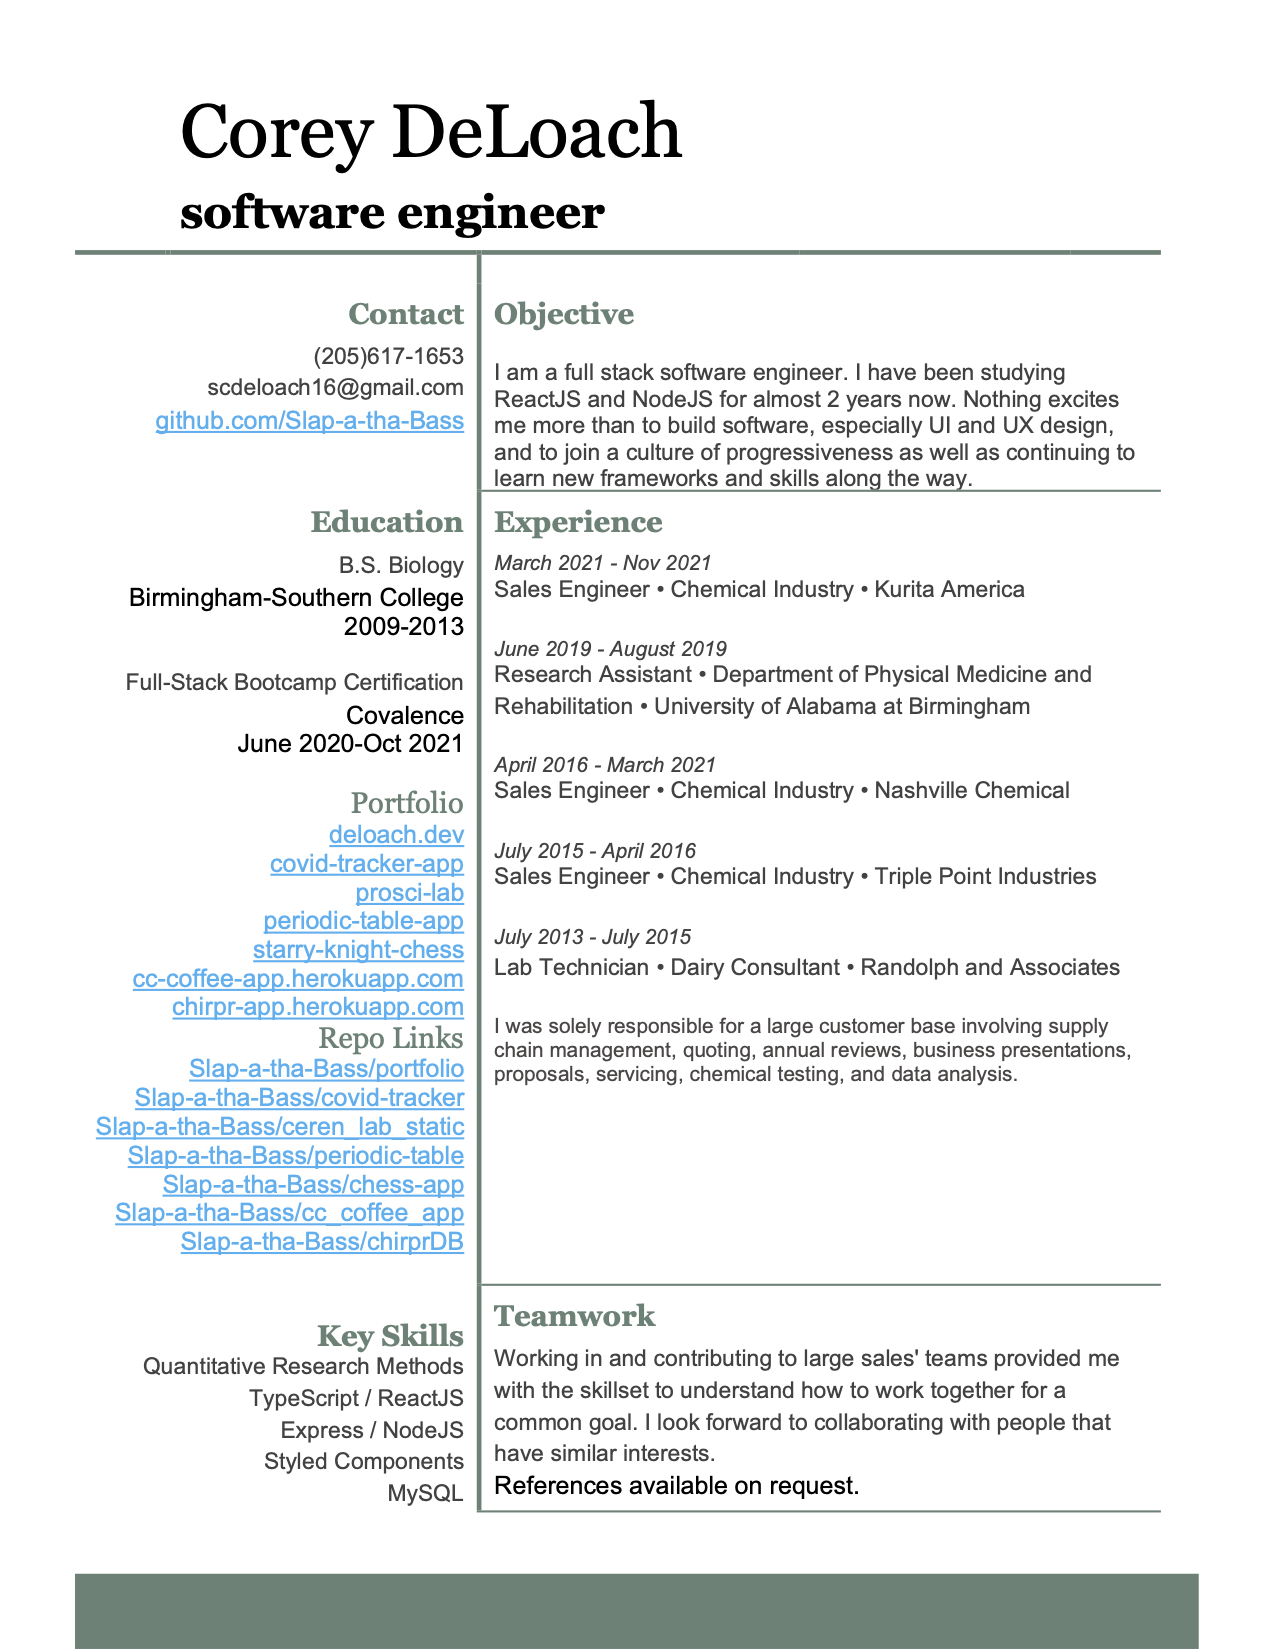 Corey DeLoach
software engineer
Contact
(205)617-1653
scdeloach16@gmail.com
github.com/Slap-a-tha-Bass
Objective
I am a full stack software engineer. I have been studying
ReactJS and NodeJS for almost 2 years now. Nothing excites
me more than to build software, especially UI and UX design,
and to join a culture of progressiveness as well as continuing to
learn new frameworks and skills along the way.
Education
B.S. Biology
Birmingham-Southern College
2009-2013
Full-Stack Bootcamp Certification
Covalence
June 2020-Oct 2021
Portfolio
deloach.dev
covid-tracker-app
prosci-lab
periodic-table-app
starry-knight-chess
cc-coffee-app.herokuapp.com
chirpr-app.herokuapp.com
Repo Links
Slap-a-tha-Bass/portfolio
Slap-a-tha-Bass/covid-tracker
Slap-a-tha-Bass/ceren_lab_static
Slap-a-tha-Bass/periodic-table
Slap-a-tha-Bass/chess-app
Slap-a-tha-Bass/cc_coffee_app
Slap-a-tha-Bass/chirprDB
Experience
March 2021 - Nov 2021
Sales Engineer • Chemical Industry • Kurita America
June 2019 - August 2019
Research Assistant • Department of Physical Medicine and
Rehabilitation • University of Alabama at Birmingham
April 2016 - March 2021
Sales Engineer • Chemical Industry • Nashville Chemical
July 2015 - April 2016
Sales Engineer • Chemical Industry • Triple Point Industries
July 2013 - July 2015
Lab Technician • Dairy Consultant • Randolph and Associates
I was solely responsible for a large customer base involving supply
chain management, quoting, annual reviews, business presentations,
proposals, servicing, chemical testing, and data analysis.
Key Skills
Quantitative Research Methods
TypeScript / ReactJS
Express / NodeJS
Styled Components
MySQL
Teamwork
Working in and contributing to large sales' teams provided me
with the skillset to understand how to work together for a
common goal. I look forward to collaborating with people that
have similar interests.
References available on request.